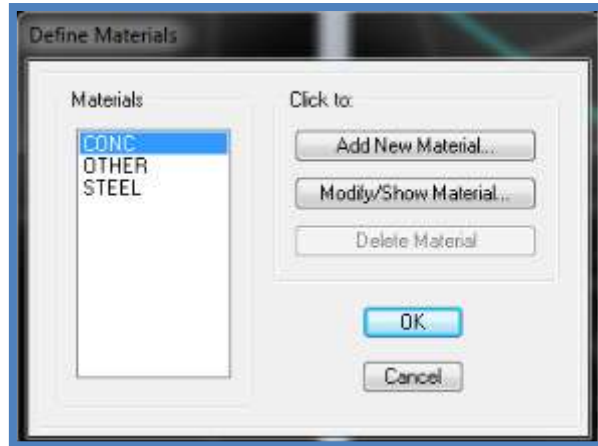 Define Materials
Materials
CONC
OTHER
STEEL
Click to:
Add New Material...
Modify/Show Material...
Delete Material
OK
Cancel